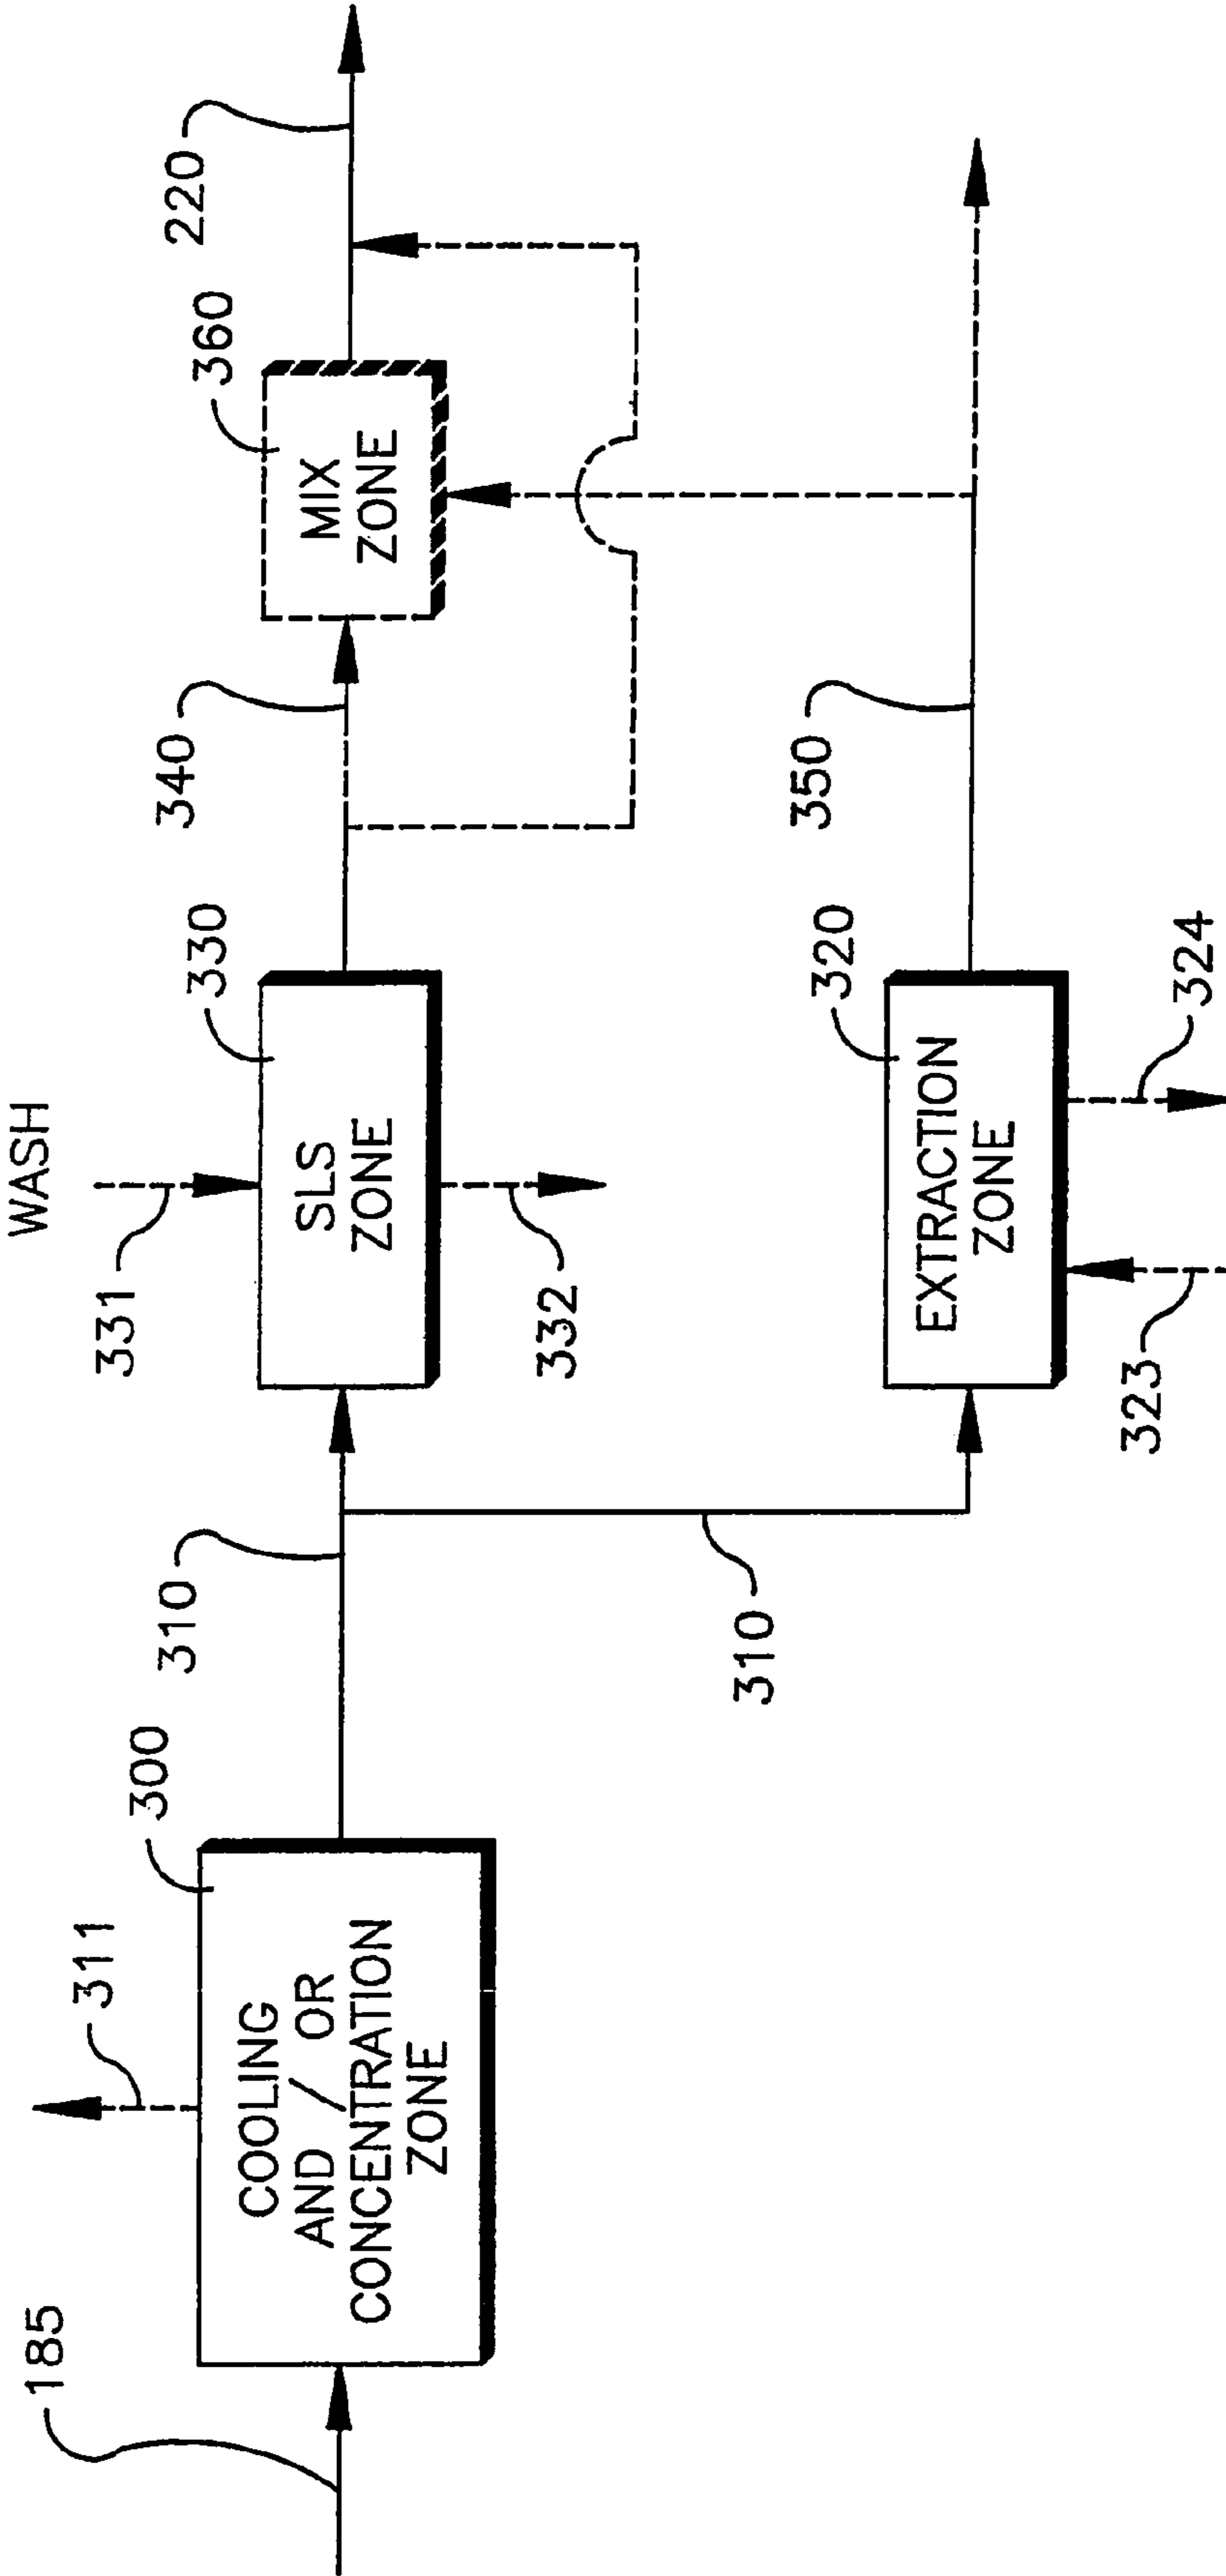 WASH
185
311
300
COOLING
AND / OR
CONCENTRATION
ZONE
310
310
331
330
SLS
ZONE
332
340
360
MIX
ZONE
220
320
EXTRACTION
ZONE
323
324
350